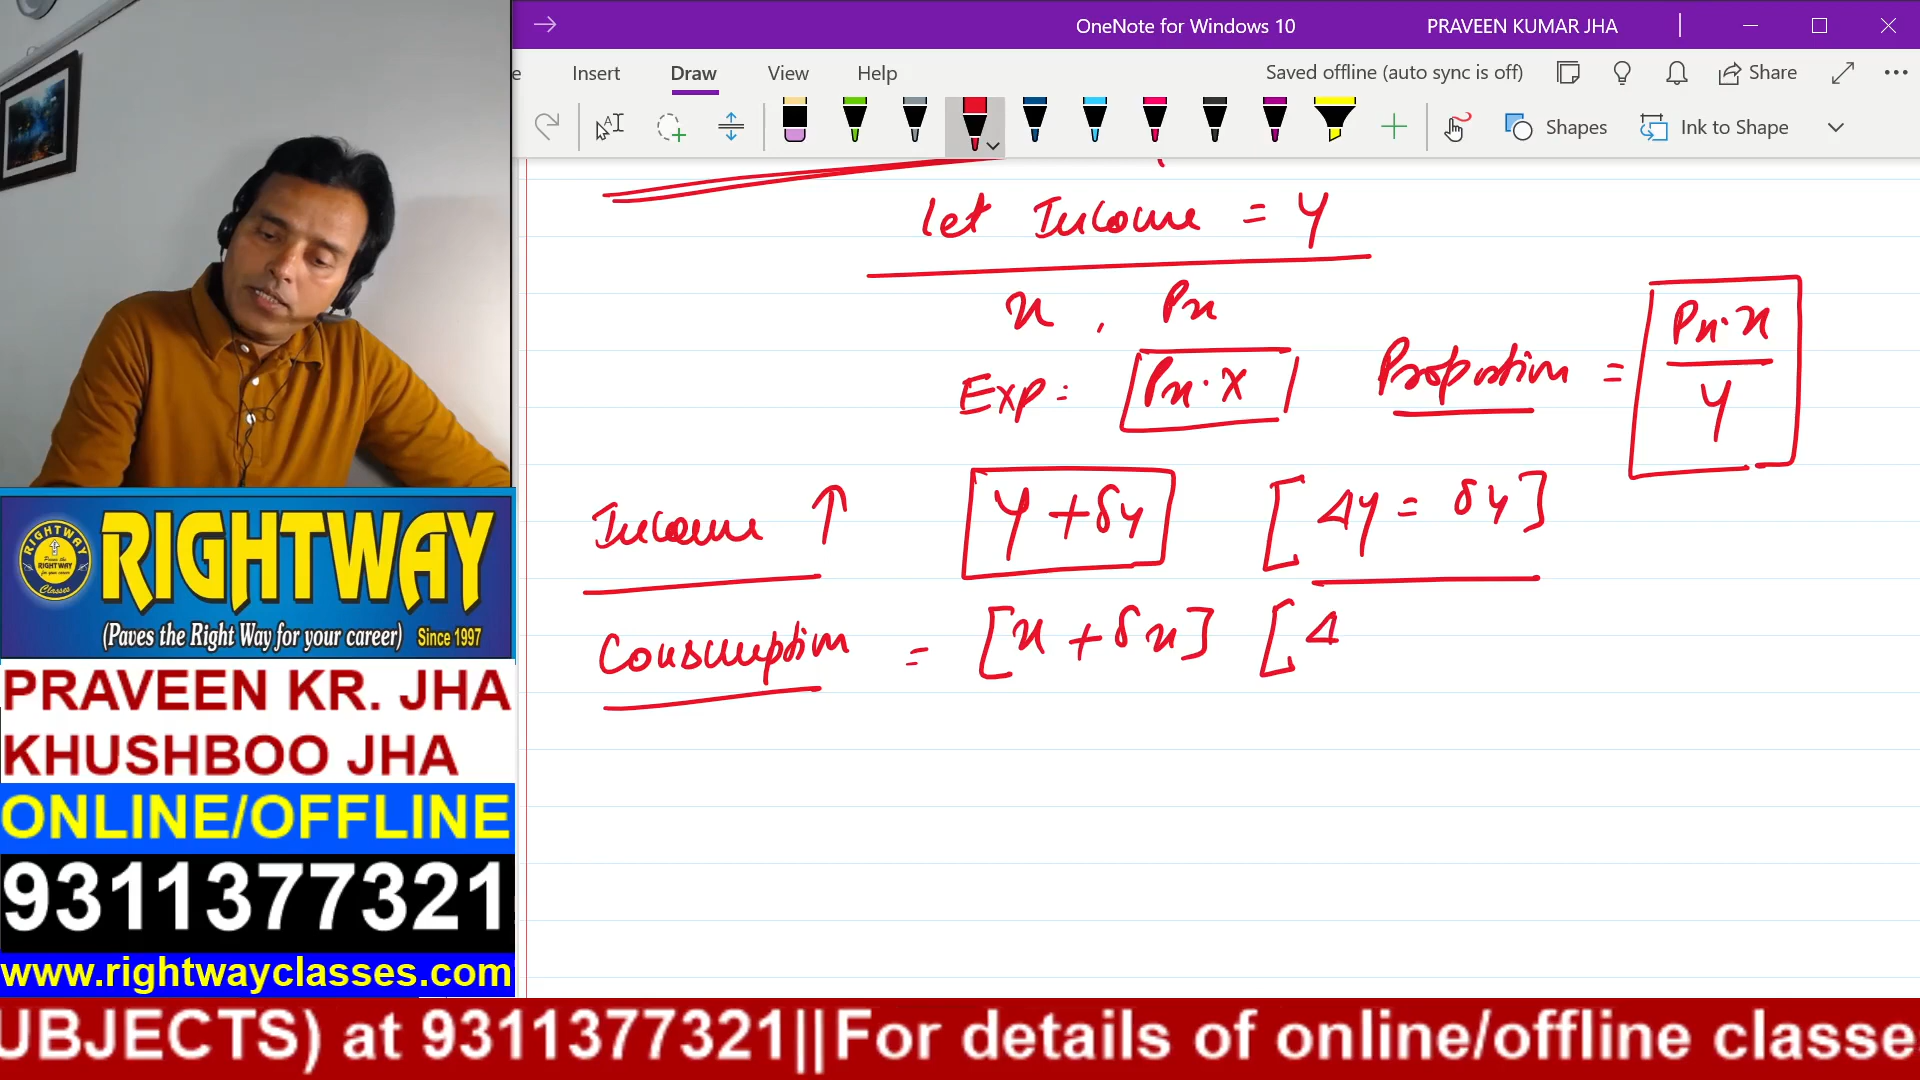 OneNote for Windows 10
PRAVEEN KUMAR JHA
Insert Draw View Help
Saved offline (auto sync is off)
Share
Shapes
Ink to Shape
let Income = Y
x , Px
Exp = Px·X
Proportion = Px·x / Y
Income ↑ Y + δy [ Δy = δy ]
Consumption = [x + δx] [ Δ
RIGHTWAY
Classes
RIGHTWAY
(Paves the Right Way for your career) Since 1997
PRAVEEN KR. JHA
KHUSHBOO JHA
ONLINE/OFFLINE
9311377321
www.rightwayclasses.com
UBJECTS) at 9311377321||For details of online/offline classe